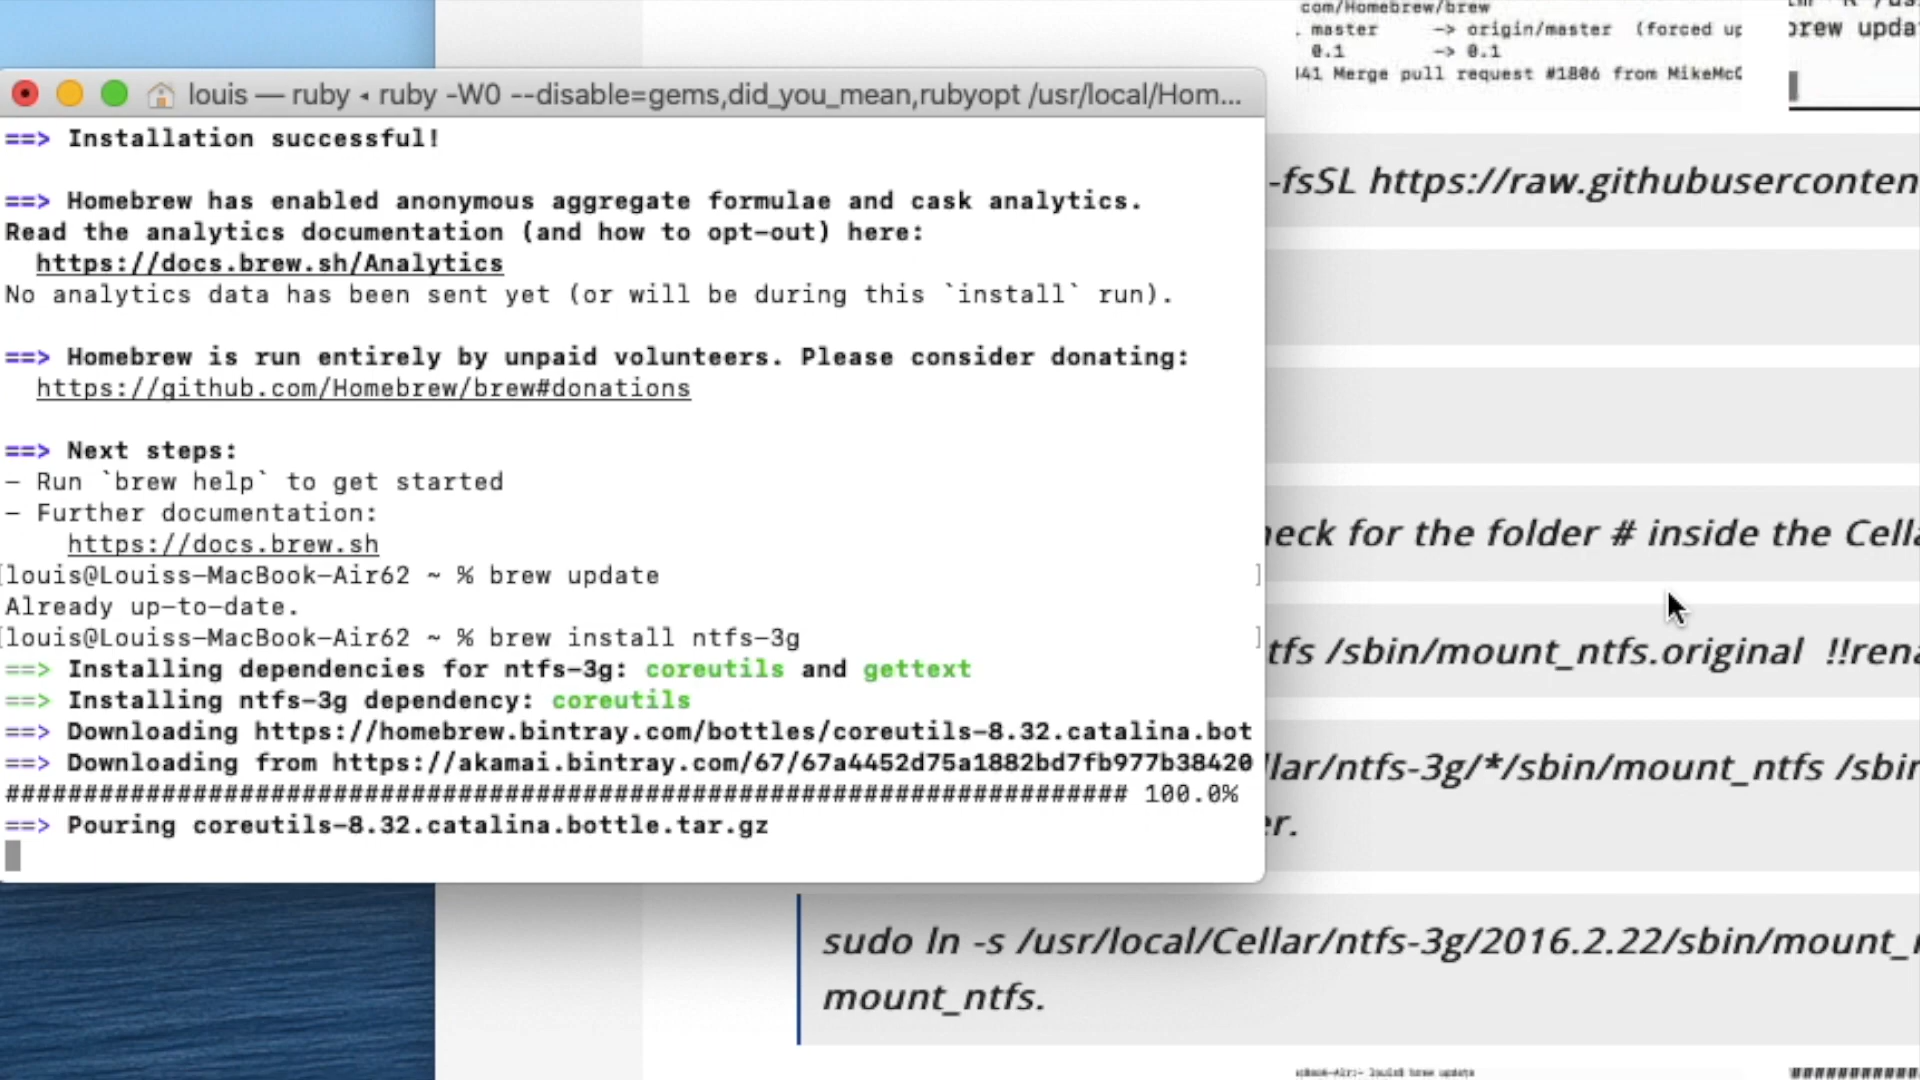 com/Homebrew/brew
. master -> origin/master (forced up
0.1 -> 0.1
141 Merge pull request #1806 from MikeMcQ
brew upda
louis — ruby ◂ ruby -W0 --disable=gems,did_you_mean,rubyopt /usr/local/Hom...
==> Installation successful!
==> Homebrew has enabled anonymous aggregate formulae and cask analytics.
Read the analytics documentation (and how to opt-out) here:
https://docs.brew.sh/Analytics
No analytics data has been sent yet (or will be during this `install` run).
==> Homebrew is run entirely by unpaid volunteers. Please consider donating:
https://github.com/Homebrew/brew#donations
==> Next steps:
- Run `brew help` to get started
- Further documentation:
https://docs.brew.sh
[louis@Louiss-MacBook-Air62 ~ % brew update ]
Already up-to-date.
[louis@Louiss-MacBook-Air62 ~ % brew install ntfs-3g ]
==> Installing dependencies for ntfs-3g: coreutils and gettext
==> Installing ntfs-3g dependency: coreutils
==> Downloading https://homebrew.bintray.com/bottles/coreutils-8.32.catalina.bot
==> Downloading from https://akamai.bintray.com/67/67a4452d75a1882bd7fb977b38420
######################################################################## 100.0%
==> Pouring coreutils-8.32.catalina.bottle.tar.gz
-fsSL https://raw.githubuserconten
eck for the folder # inside the Cella
tfs /sbin/mount_ntfs.original !!rena
lar/ntfs-3g/*/sbin/mount_ntfs /sbin
er.
sudo ln -s /usr/local/Cellar/ntfs-3g/2016.2.22/sbin/mount_n
mount_ntfs.
louis$ brew update